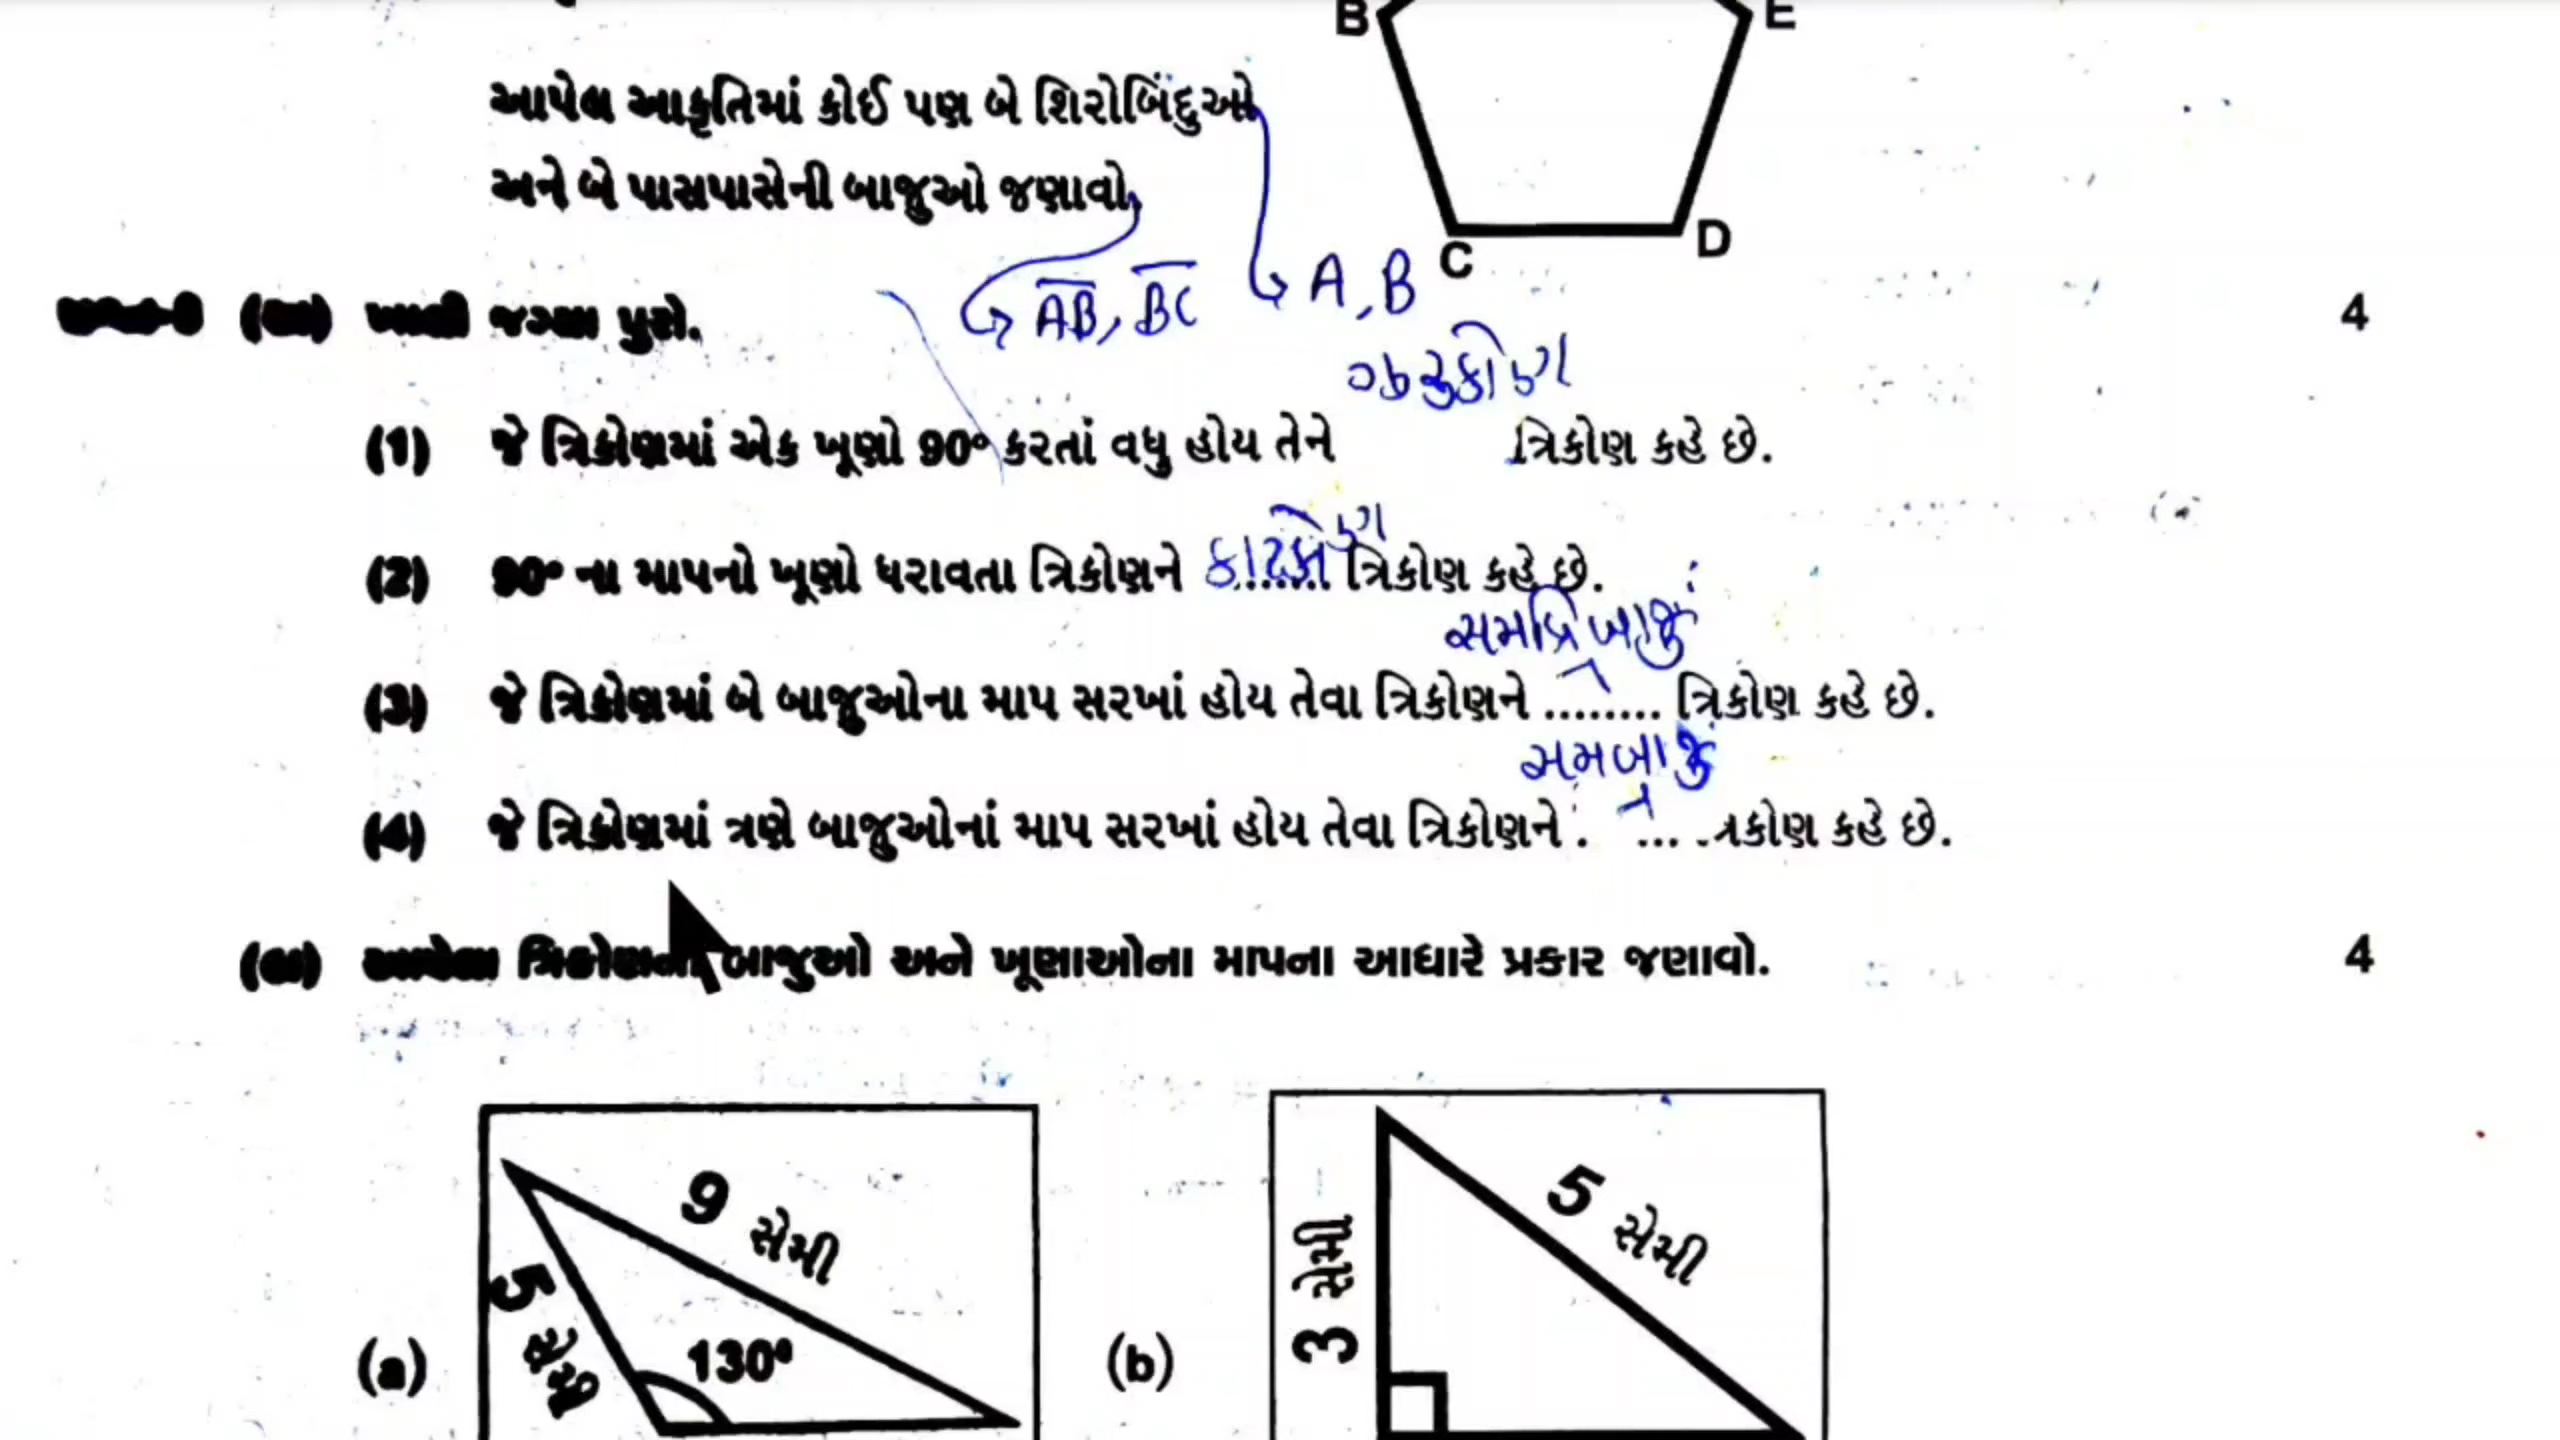 B
E
આપેલ આકૃતિમાં કોઈ પણ બે શિરોબિંદુઓ
અને બે પાસપાસેની બાજુઓ જણાવો.
C
D
AB, BC
A, B
ખાલી જગ્યા પુરો.
4
(1) જે ત્રિકોણમાં એક ખૂણો 90° કરતાં વધુ હોય તેને ત્રિકોણ કહે છે.
કાટકોણ
(2) 90° ના માપનો ખૂણો ધરાવતા ત્રિકોણને ........ ત્રિકોણ કહે છે.
(3) જે ત્રિકોણમાં બે બાજુઓના માપ સરખાં હોય તેવા ત્રિકોણને ........ ત્રિકોણ કહે છે.
સમબાજુ
(4) જે ત્રિકોણમાં ત્રણે બાજુઓનાં માપ સરખાં હોય તેવા ત્રિકોણને . ... .ત્રિકોણ કહે છે.
આપેલા ત્રિકોણના બાજુઓ અને ખૂણાઓના માપના આધારે પ્રકાર જણાવો.
4
(a)
9 સેમી
5 સેમી
130°
(b)
3 સેમી
5 સેમી